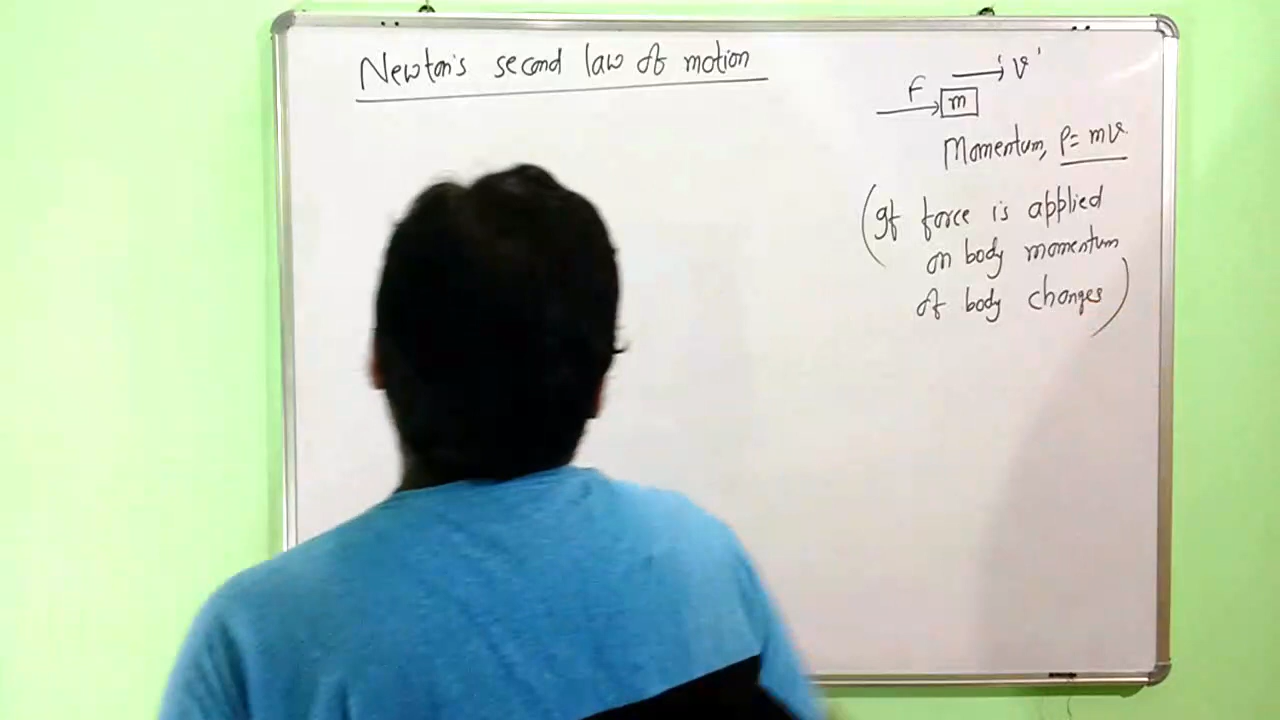 Newton's second law of motion
v'
F
m
Momentum, P = mv
(If force is applied
on body momentum
of body changes)